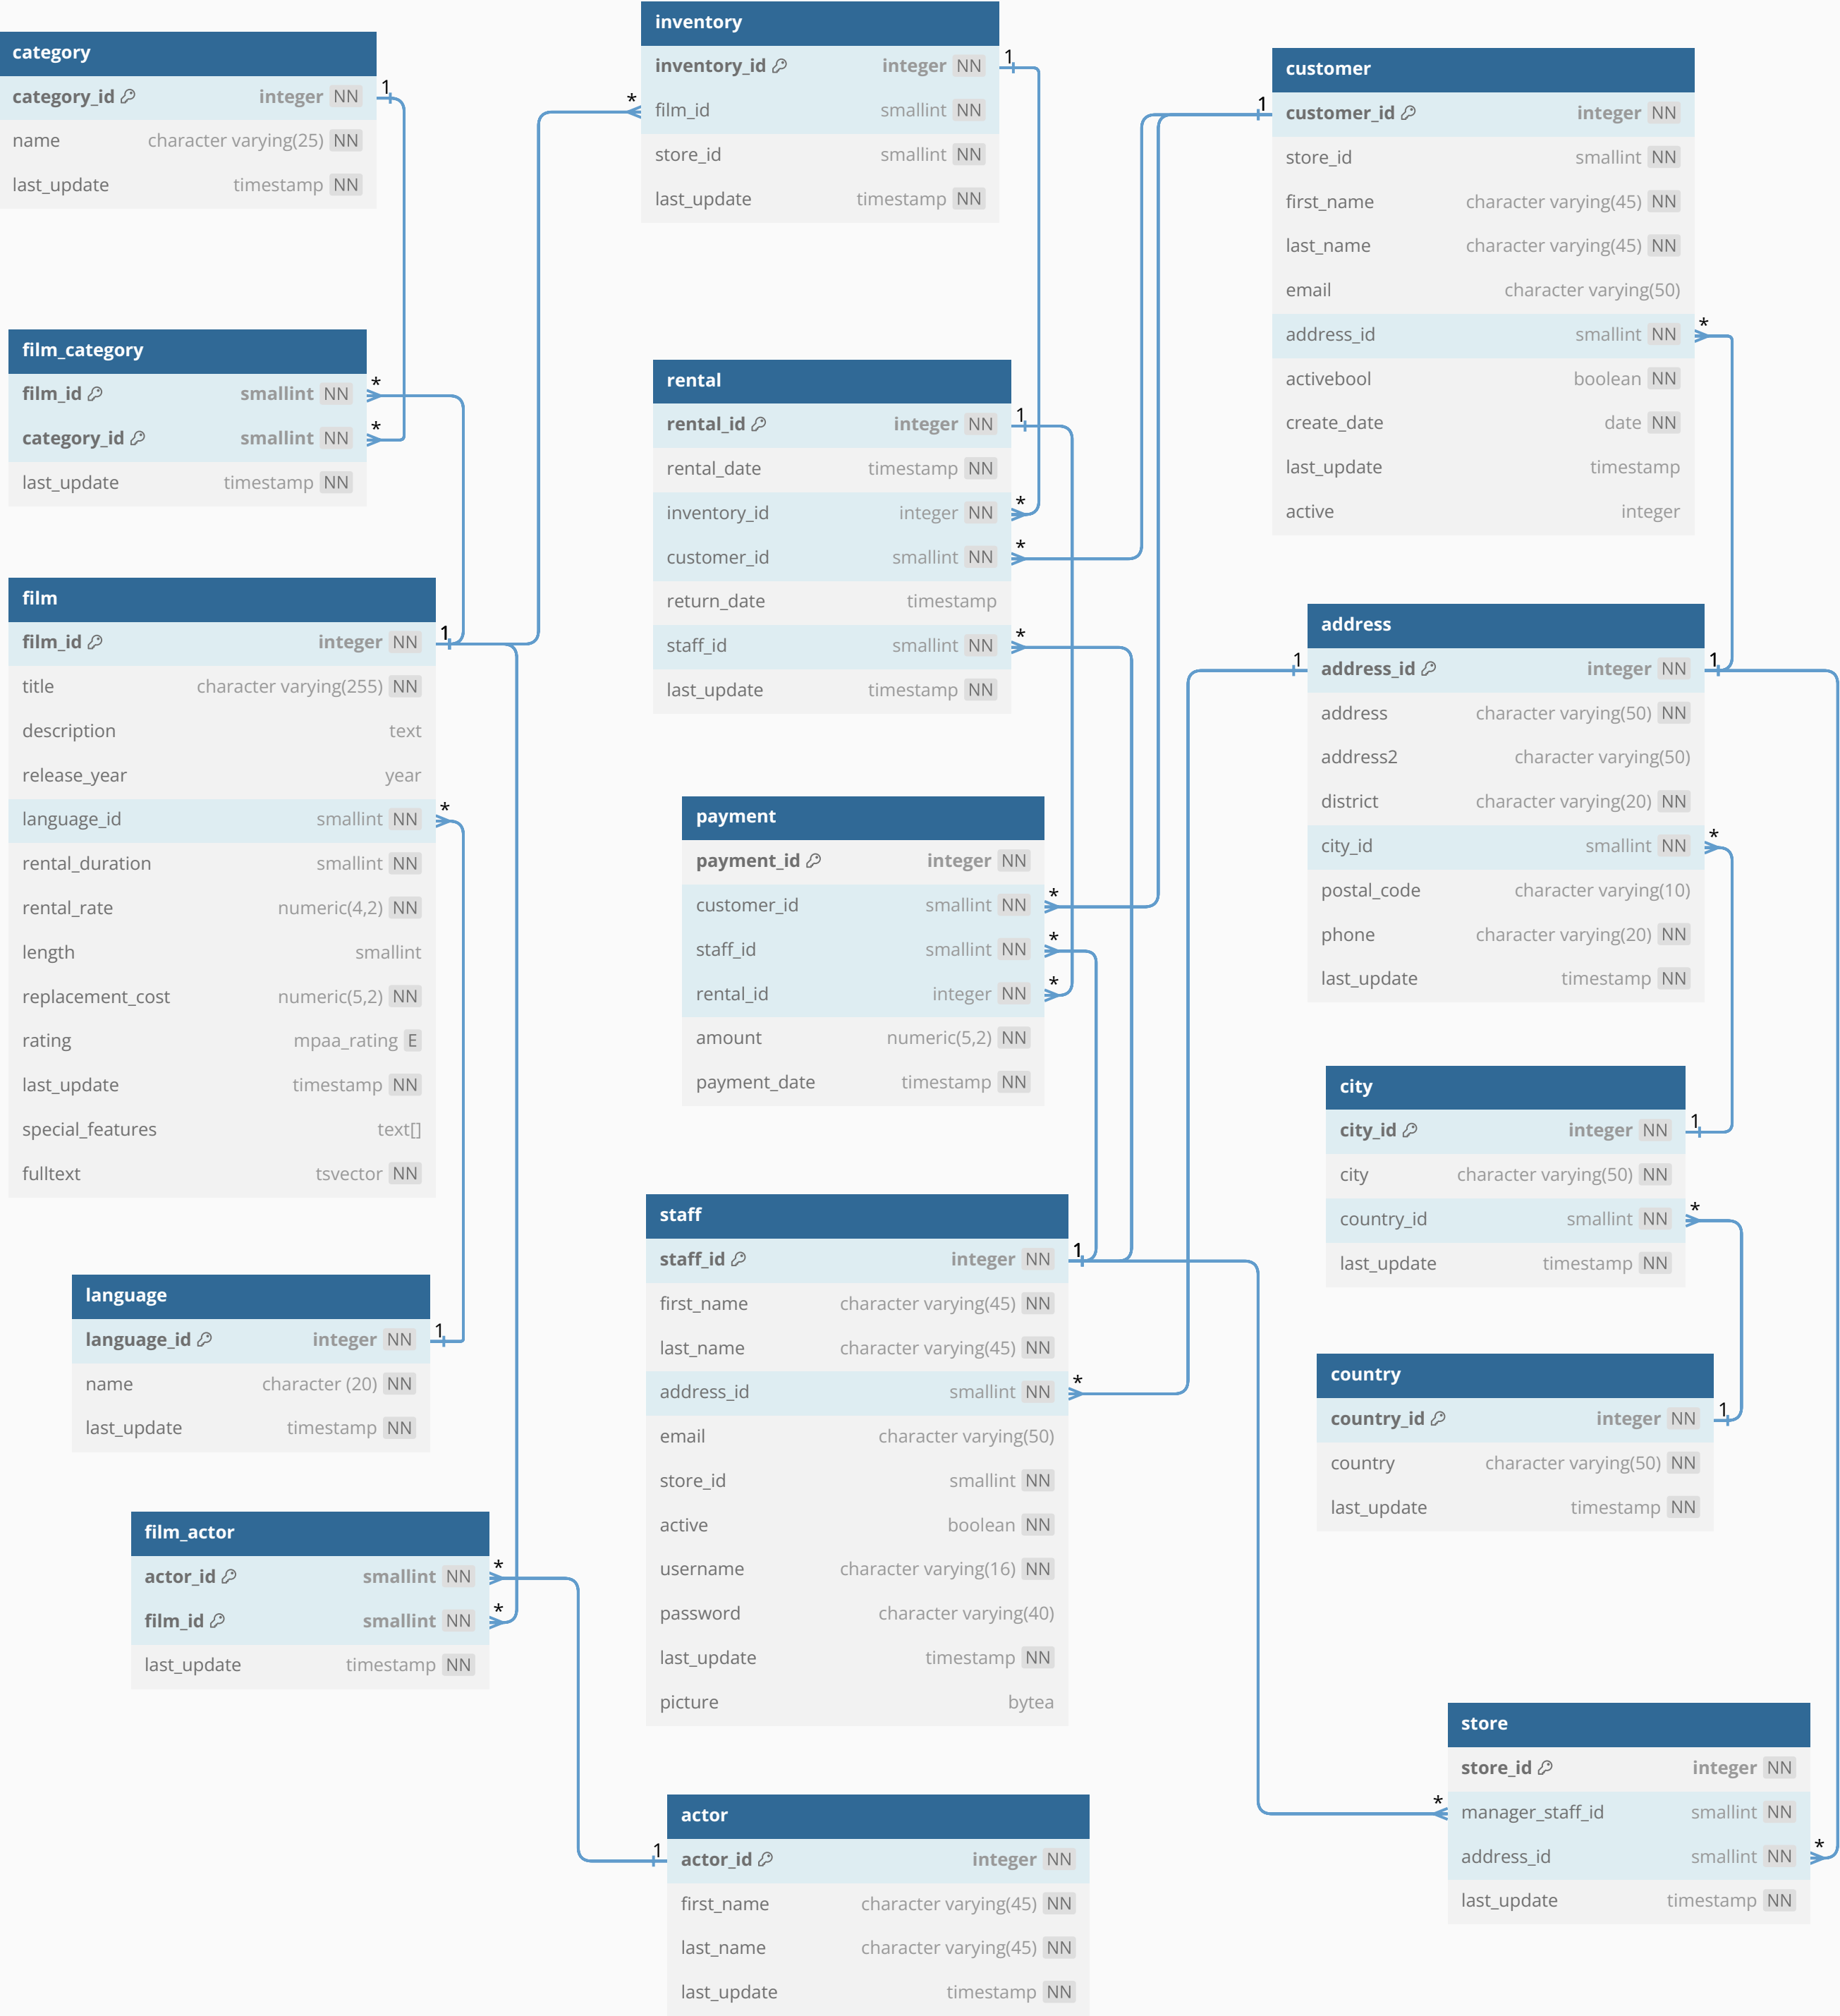 category
category_id integer NN
name character varying(25) NN
last_update timestamp NN
film_category
film_id smallint NN
category_id smallint NN
last_update timestamp NN
film
film_id integer NN
title character varying(255) NN
description text
release_year year
language_id smallint NN
rental_duration smallint NN
rental_rate numeric(4,2) NN
length smallint
replacement_cost numeric(5,2) NN
rating mpaa_rating E
last_update timestamp NN
special_features text[]
fulltext tsvector NN
language
language_id integer NN
name character (20) NN
last_update timestamp NN
film_actor
actor_id smallint NN
film_id smallint NN
last_update timestamp NN
inventory
inventory_id integer NN
film_id smallint NN
store_id smallint NN
last_update timestamp NN
rental
rental_id integer NN
rental_date timestamp NN
inventory_id integer NN
customer_id smallint NN
return_date timestamp
staff_id smallint NN
last_update timestamp NN
payment
payment_id integer NN
customer_id smallint NN
staff_id smallint NN
rental_id integer NN
amount numeric(5,2) NN
payment_date timestamp NN
staff
staff_id integer NN
first_name character varying(45) NN
last_name character varying(45) NN
address_id smallint NN
email character varying(50)
store_id smallint NN
active boolean NN
username character varying(16) NN
password character varying(40)
last_update timestamp NN
picture bytea
actor
actor_id integer NN
first_name character varying(45) NN
last_name character varying(45) NN
last_update timestamp NN
customer
customer_id integer NN
store_id smallint NN
first_name character varying(45) NN
last_name character varying(45) NN
email character varying(50)
address_id smallint NN
activebool boolean NN
create_date date NN
last_update timestamp
active integer
address
address_id integer NN
address character varying(50) NN
address2 character varying(50)
district character varying(20) NN
city_id smallint NN
postal_code character varying(10)
phone character varying(20) NN
last_update timestamp NN
city
city_id integer NN
city character varying(50) NN
country_id smallint NN
last_update timestamp NN
country
country_id integer NN
country character varying(50) NN
last_update timestamp NN
store
store_id integer NN
manager_staff_id smallint NN
address_id smallint NN
last_update timestamp NN
1
*
*
1
*
1
*
*
*
1
1
*
*
*
*
*
*
1
*
1
1
*
1
1
*
1
*
1
*
*